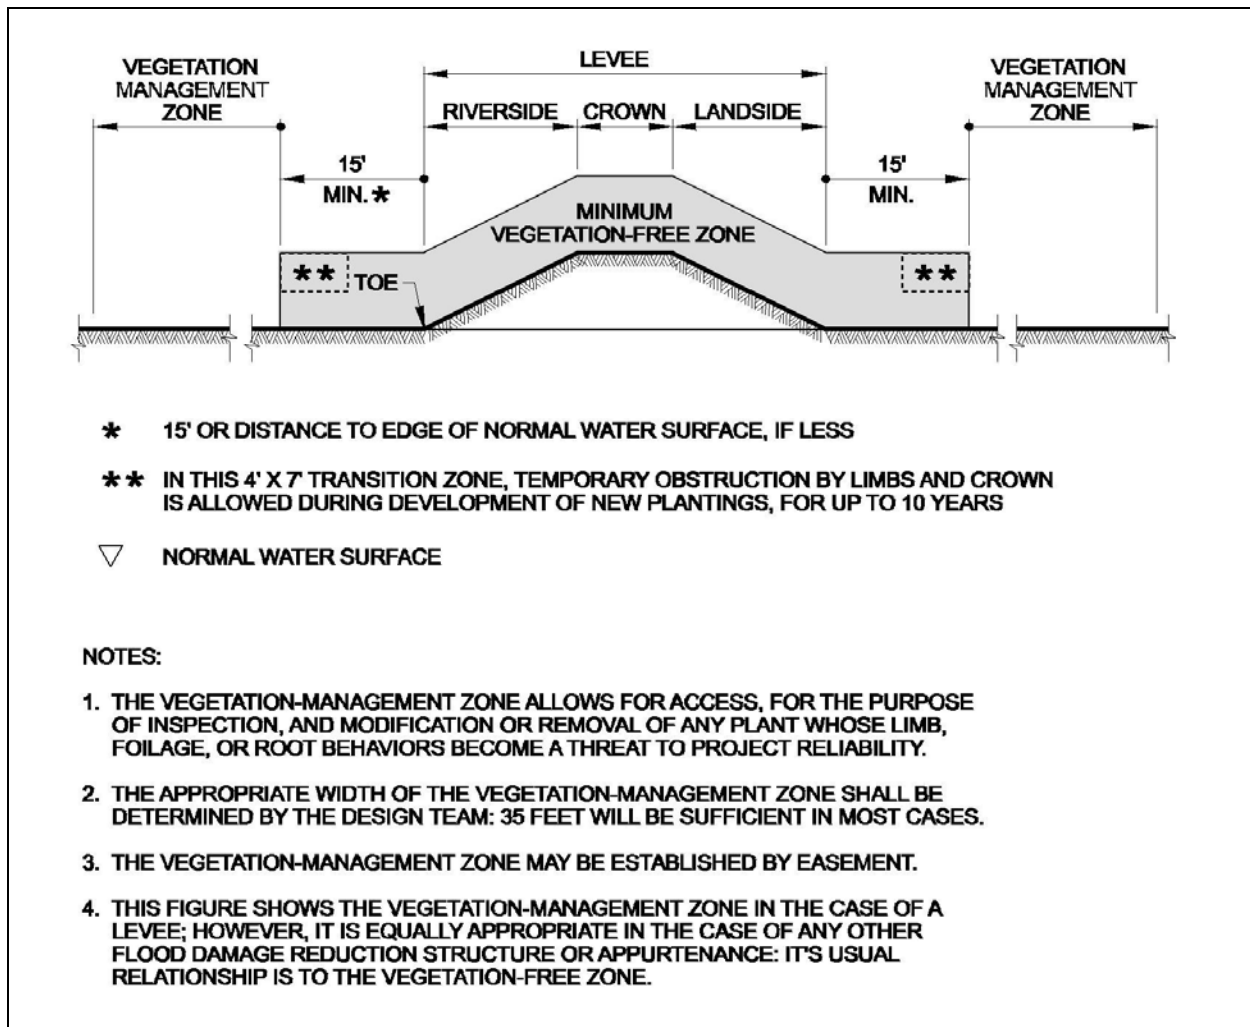 LEVEE
VEGETATION
MANAGEMENT
ZONE
VEGETATION
MANAGEMENT
ZONE
RIVERSIDE
CROWN
LANDSIDE
15'
MIN. *
15'
MIN.
MINIMUM
VEGETATION-FREE ZONE
**
TOE
**
* 15' OR DISTANCE TO EDGE OF NORMAL WATER SURFACE, IF LESS
** IN THIS 4' X 7' TRANSITION ZONE, TEMPORARY OBSTRUCTION BY LIMBS AND CROWN
IS ALLOWED DURING DEVELOPMENT OF NEW PLANTINGS, FOR UP TO 10 YEARS
NORMAL WATER SURFACE
NOTES:
1. THE VEGETATION-MANAGEMENT ZONE ALLOWS FOR ACCESS, FOR THE PURPOSE
OF INSPECTION, AND MODIFICATION OR REMOVAL OF ANY PLANT WHOSE LIMB,
FOILAGE, OR ROOT BEHAVIORS BECOME A THREAT TO PROJECT RELIABILITY.
2. THE APPROPRIATE WIDTH OF THE VEGETATION-MANAGEMENT ZONE SHALL BE
DETERMINED BY THE DESIGN TEAM: 35 FEET WILL BE SUFFICIENT IN MOST CASES.
3. THE VEGETATION-MANAGEMENT ZONE MAY BE ESTABLISHED BY EASEMENT.
4. THIS FIGURE SHOWS THE VEGETATION-MANAGEMENT ZONE IN THE CASE OF A
LEVEE; HOWEVER, IT IS EQUALLY APPROPRIATE IN THE CASE OF ANY OTHER
FLOOD DAMAGE REDUCTION STRUCTURE OR APPURTENANCE: IT'S USUAL
RELATIONSHIP IS TO THE VEGETATION-FREE ZONE.